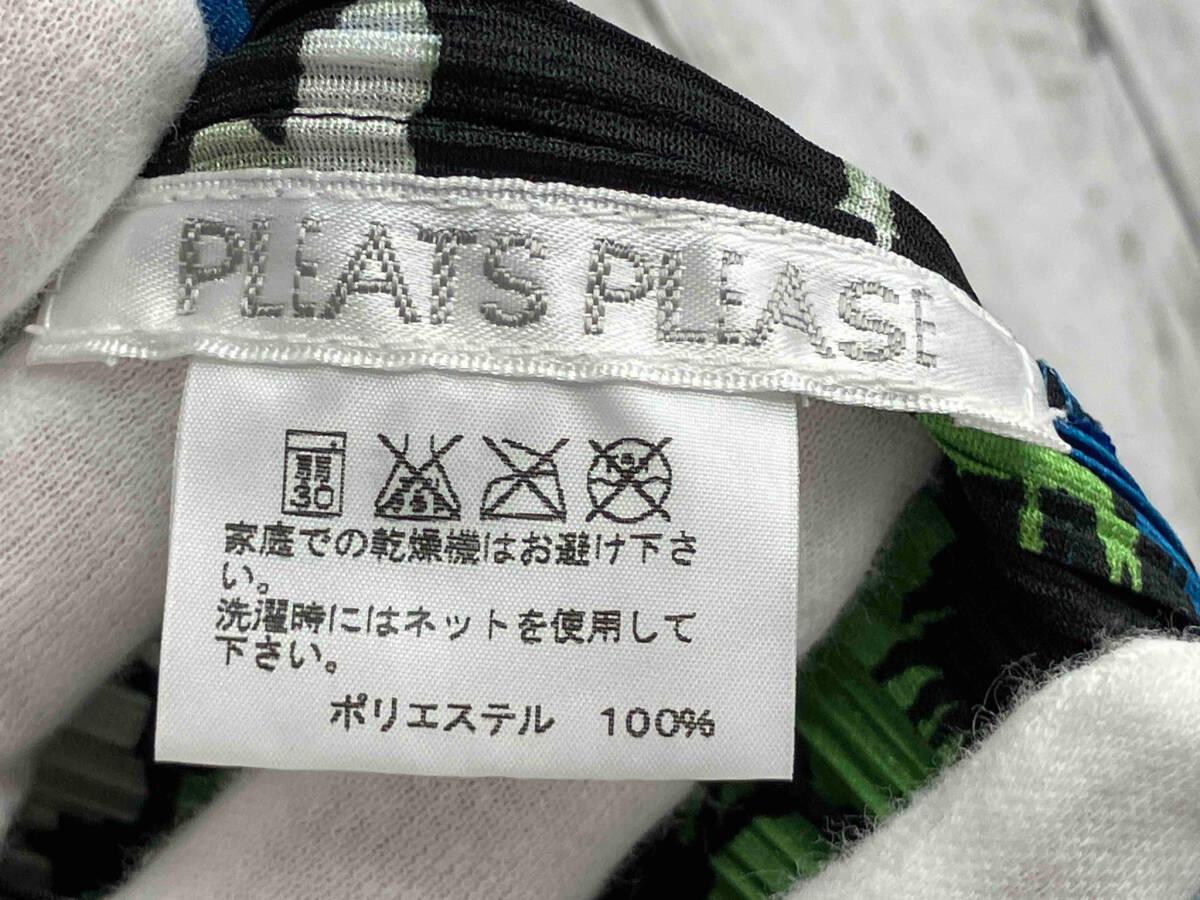 PLEATS PLEASE
弱
30
家庭での乾燥機はお避け下さ
い。
洗濯時にはネットを使用して
下さい。
ポリエステル 100%